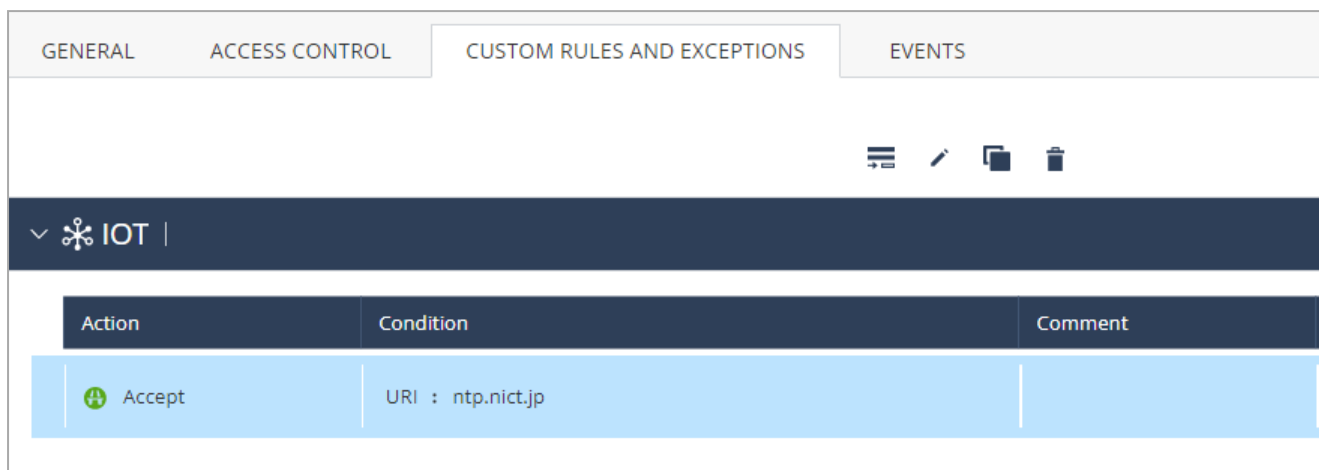 GENERAL ACCESS CONTROL CUSTOM RULES AND EXCEPTIONS EVENTS
IOT |
Action Condition Comment
Accept URI : ntp.nict.jp